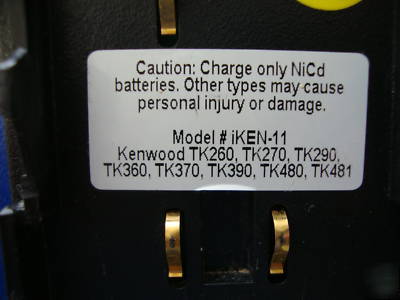 Caution: Charge only NiCd
batteries. Other types may cause
personal injury or damage.
Model # iKEN-11
Kenwood TK260, TK270, TK290,
TK360, TK370, TK390, TK480, TK481